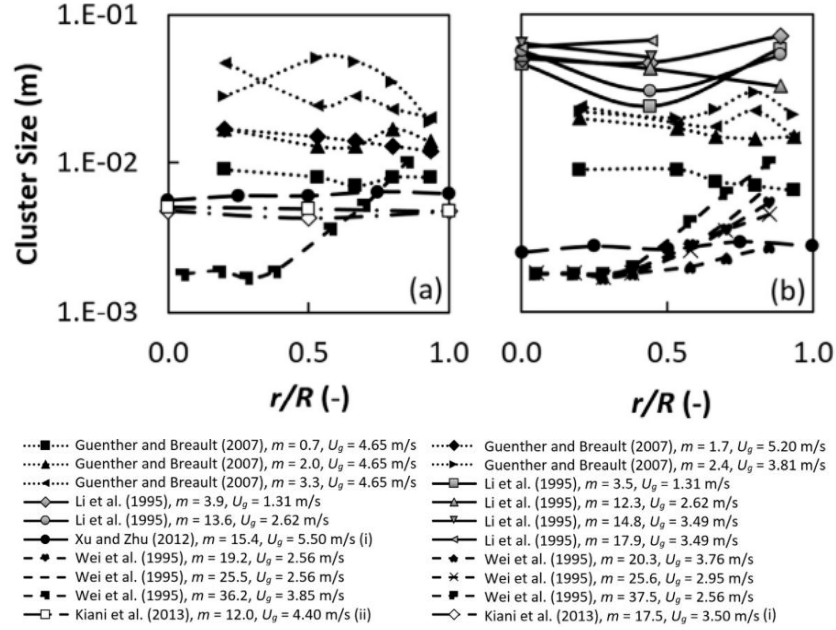 1.E-01
1.E-02
1.E-03
Cluster Size (m)
(a)
(b)
0.0 0.5 1.0 0.0 0.5 1.0
r/R (-) r/R (-)
Guenther and Breault (2007), m = 0.7, Ug = 4.65 m/s
Guenther and Breault (2007), m = 2.0, Ug = 4.65 m/s
Guenther and Breault (2007), m = 3.3, Ug = 4.65 m/s
Li et al. (1995), m = 3.9, Ug = 1.31 m/s
Li et al. (1995), m = 13.6, Ug = 2.62 m/s
Xu and Zhu (2012), m = 15.4, Ug = 5.50 m/s (i)
Wei et al. (1995), m = 19.2, Ug = 2.56 m/s
Wei et al. (1995), m = 25.5, Ug = 2.56 m/s
Wei et al. (1995), m = 36.2, Ug = 3.85 m/s
Kiani et al. (2013), m = 12.0, Ug = 4.40 m/s (ii)
Guenther and Breault (2007), m = 1.7, Ug = 5.20 m/s
Guenther and Breault (2007), m = 2.4, Ug = 3.81 m/s
Li et al. (1995), m = 3.5, Ug = 1.31 m/s
Li et al. (1995), m = 12.3, Ug = 2.62 m/s
Li et al. (1995), m = 14.8, Ug = 3.49 m/s
Li et al. (1995), m = 17.9, Ug = 3.49 m/s
Wei et al. (1995), m = 20.3, Ug = 3.76 m/s
Wei et al. (1995), m = 25.6, Ug = 2.95 m/s
Wei et al. (1995), m = 37.5, Ug = 2.56 m/s
Kiani et al. (2013), m = 17.5, Ug = 3.50 m/s (i)